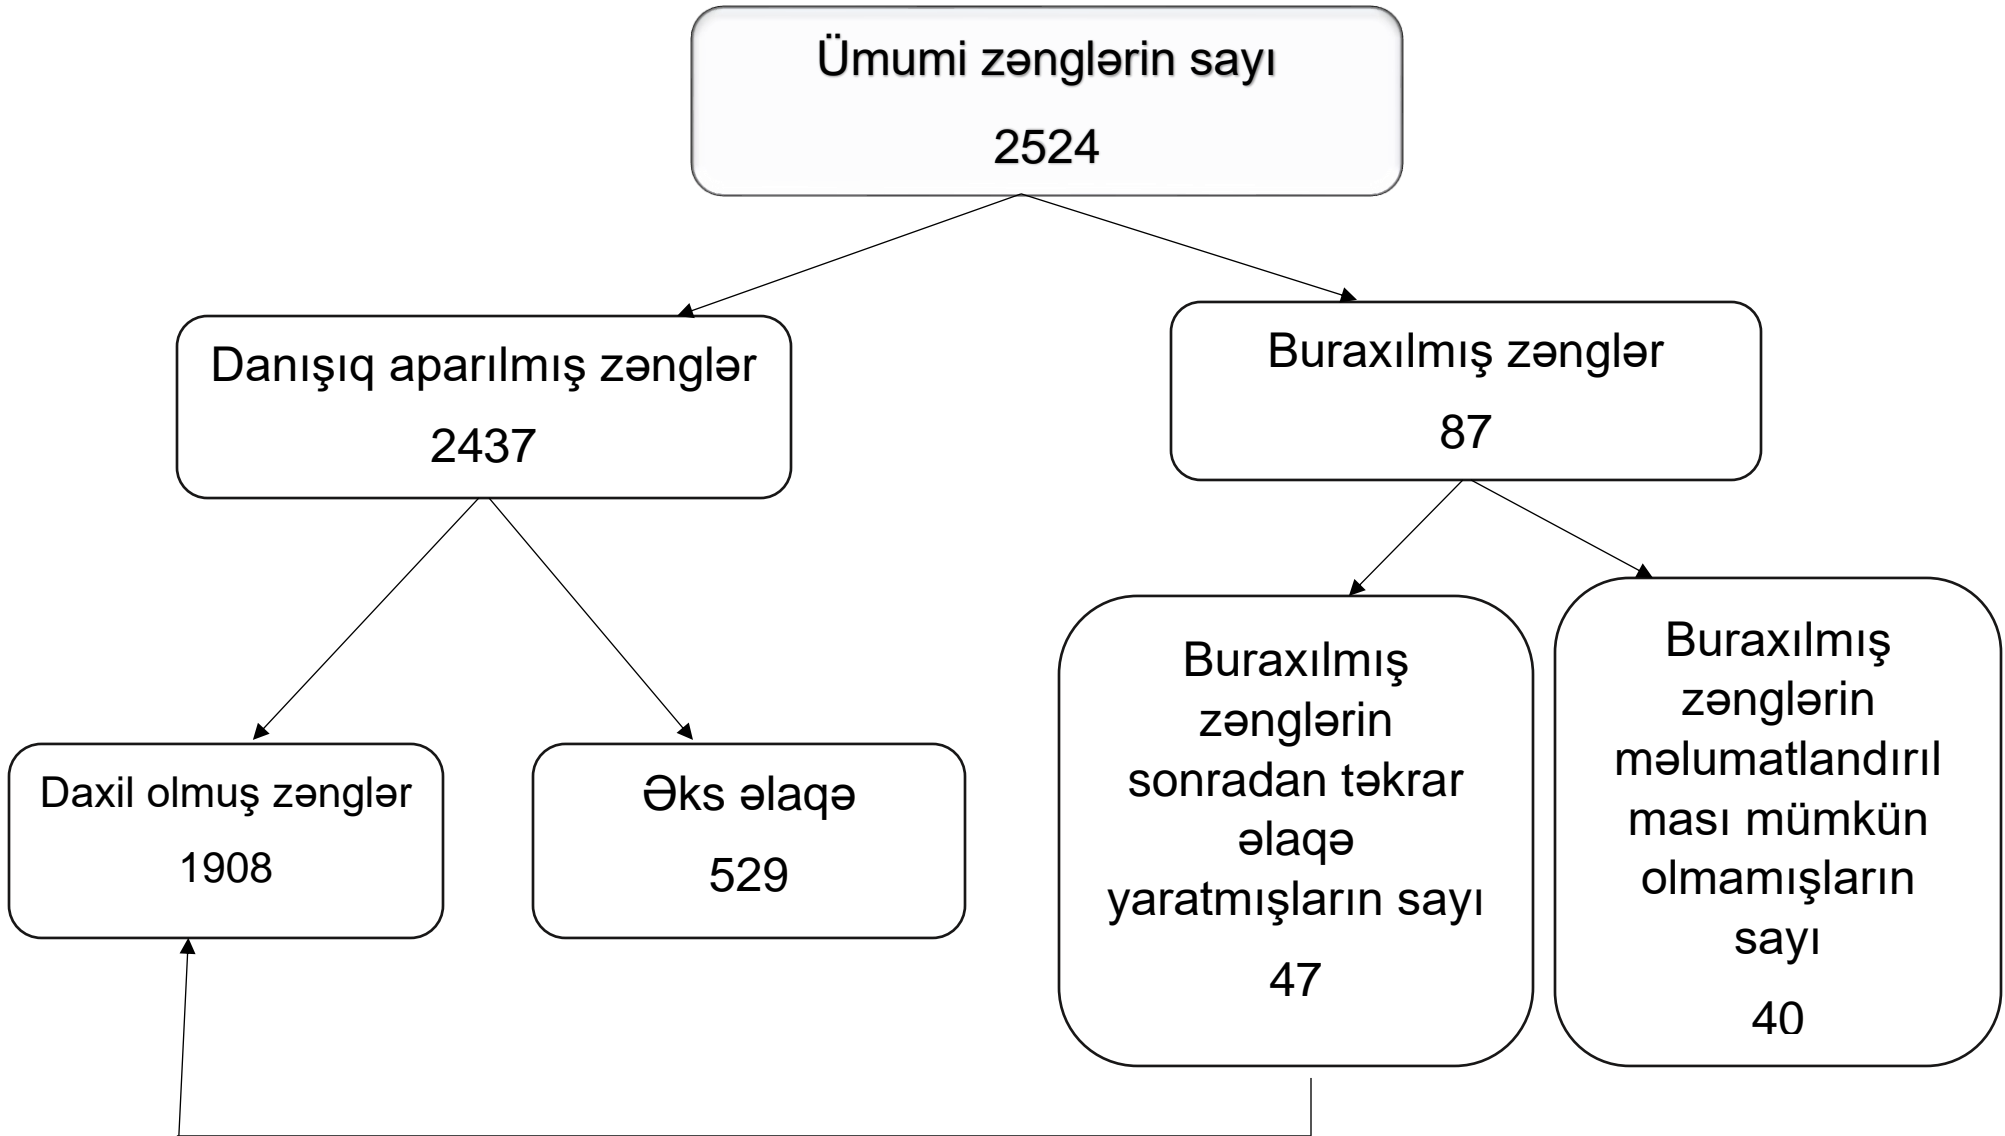 Ümumi zənglərin sayı
2524
Danışıq aparılmış zənglər
2437
Buraxılmış zənglər
87
Daxil olmuş zənglər
1908
Əks əlaqə
529
Buraxılmış
zənglərin
sonradan təkrar
əlaqə
yaratmışların sayı
47
Buraxılmış
zənglərin
məlumatlandırıl
ması mümkün
olmamışların
sayı
40